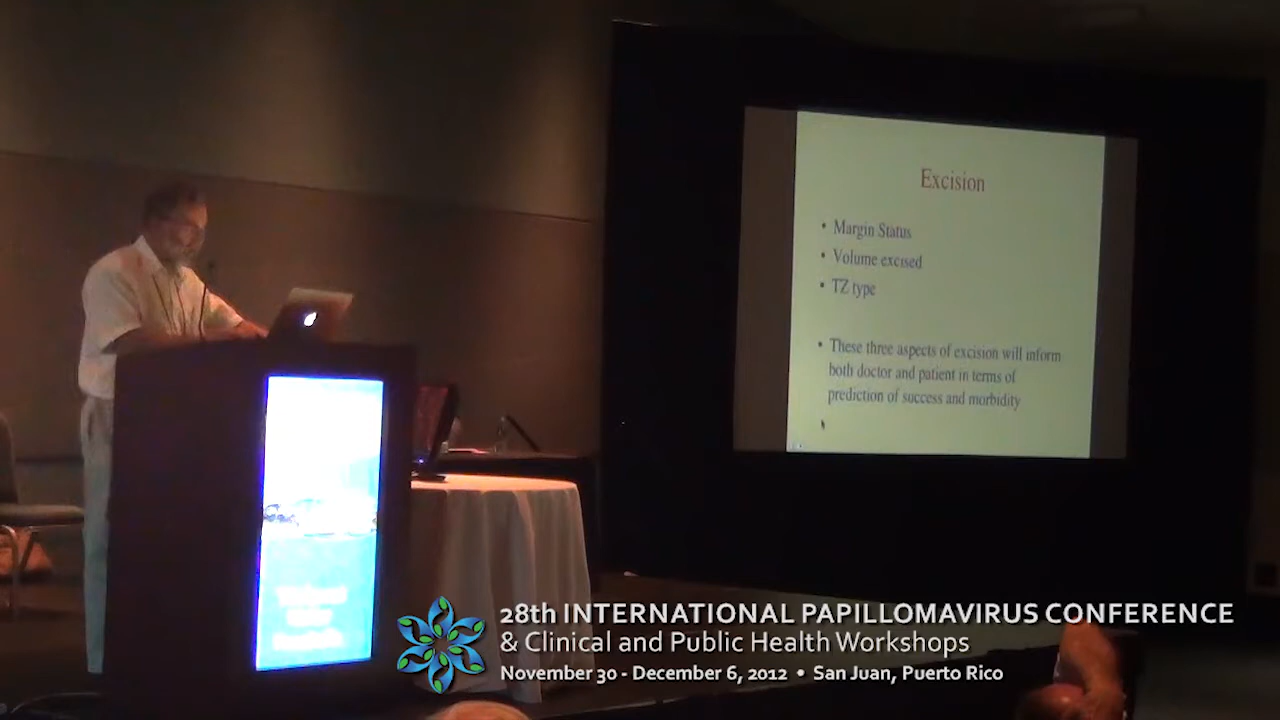 Excision
• Margin Status
• Volume excised
• TZ type
• These three aspects of excision will inform
both doctor and patient in terms of
prediction of success and morbidity
28th INTERNATIONAL PAPILLOMAVIRUS CONFERENCE
& Clinical and Public Health Workshops
November 30 - December 6, 2012 • San Juan, Puerto Rico